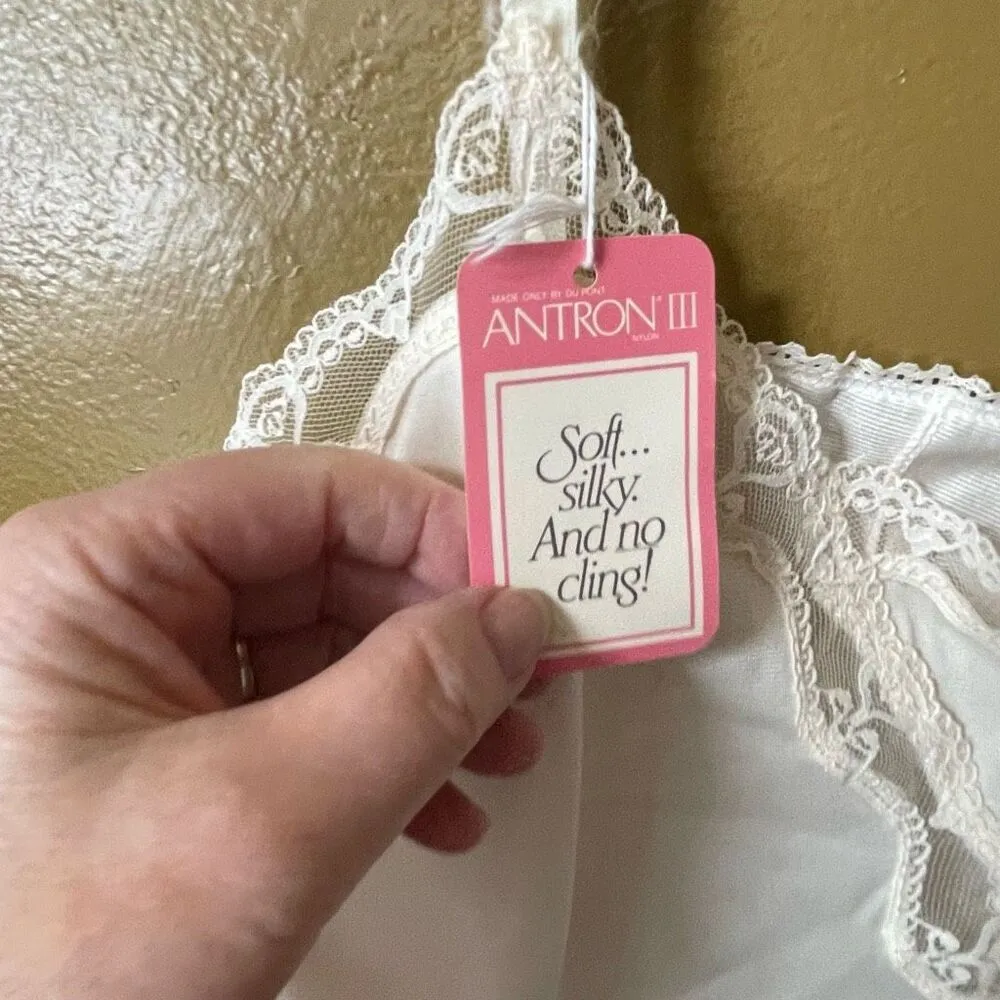 MADE ONLY BY DU PONT
ANTRON® III
NYLON
Soft...
silky.
And no
cling!